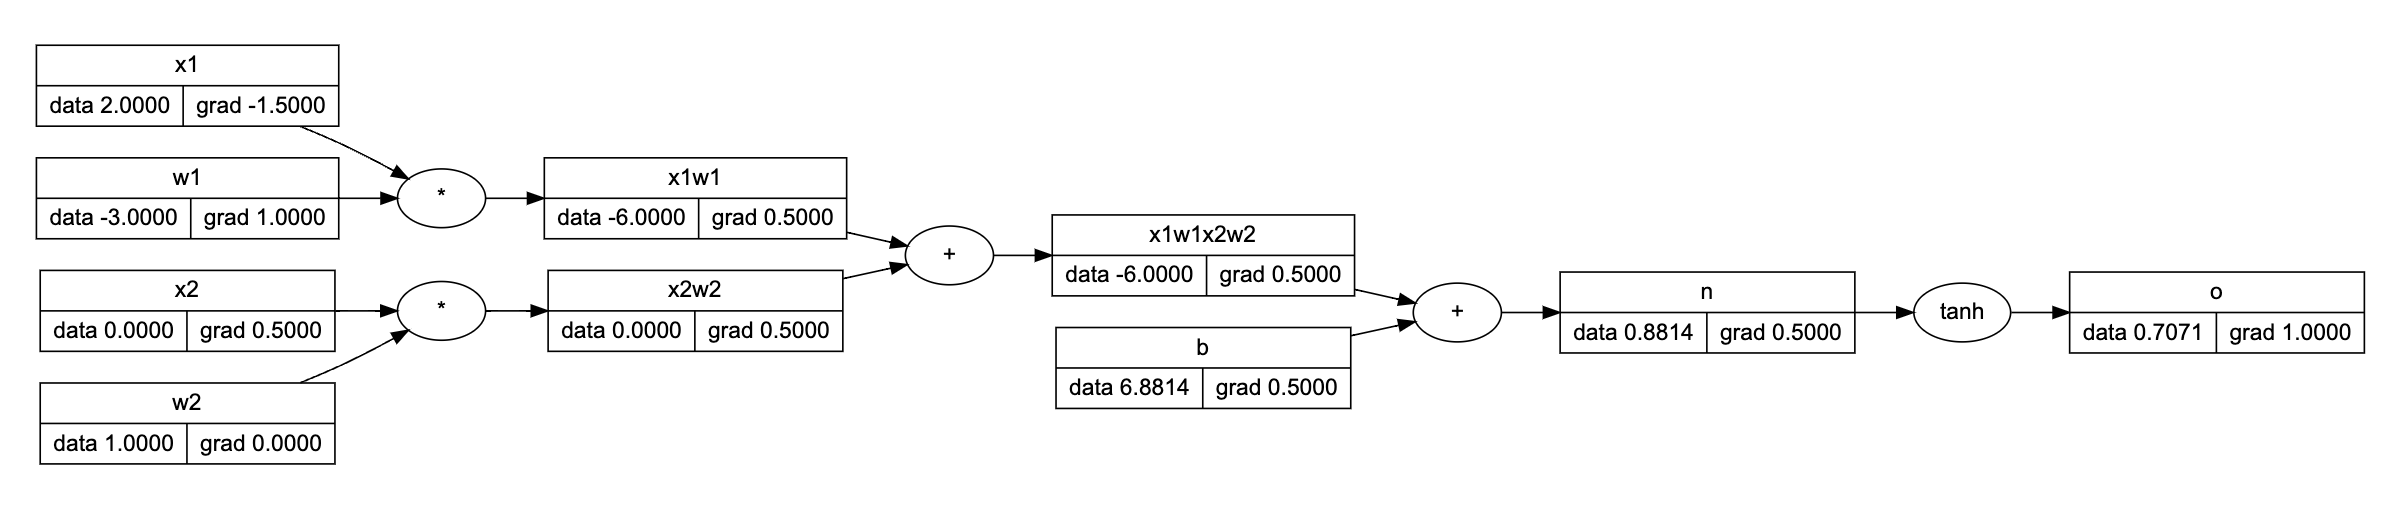 x1
data 2.0000 grad -1.5000
w1
data -3.0000 grad 1.0000
*
x1w1
data -6.0000 grad 0.5000
x2
data 0.0000 grad 0.5000
*
x2w2
data 0.0000 grad 0.5000
w2
data 1.0000 grad 0.0000
+
x1w1x2w2
data -6.0000 grad 0.5000
b
data 6.8814 grad 0.5000
+
n
data 0.8814 grad 0.5000
tanh
o
data 0.7071 grad 1.0000